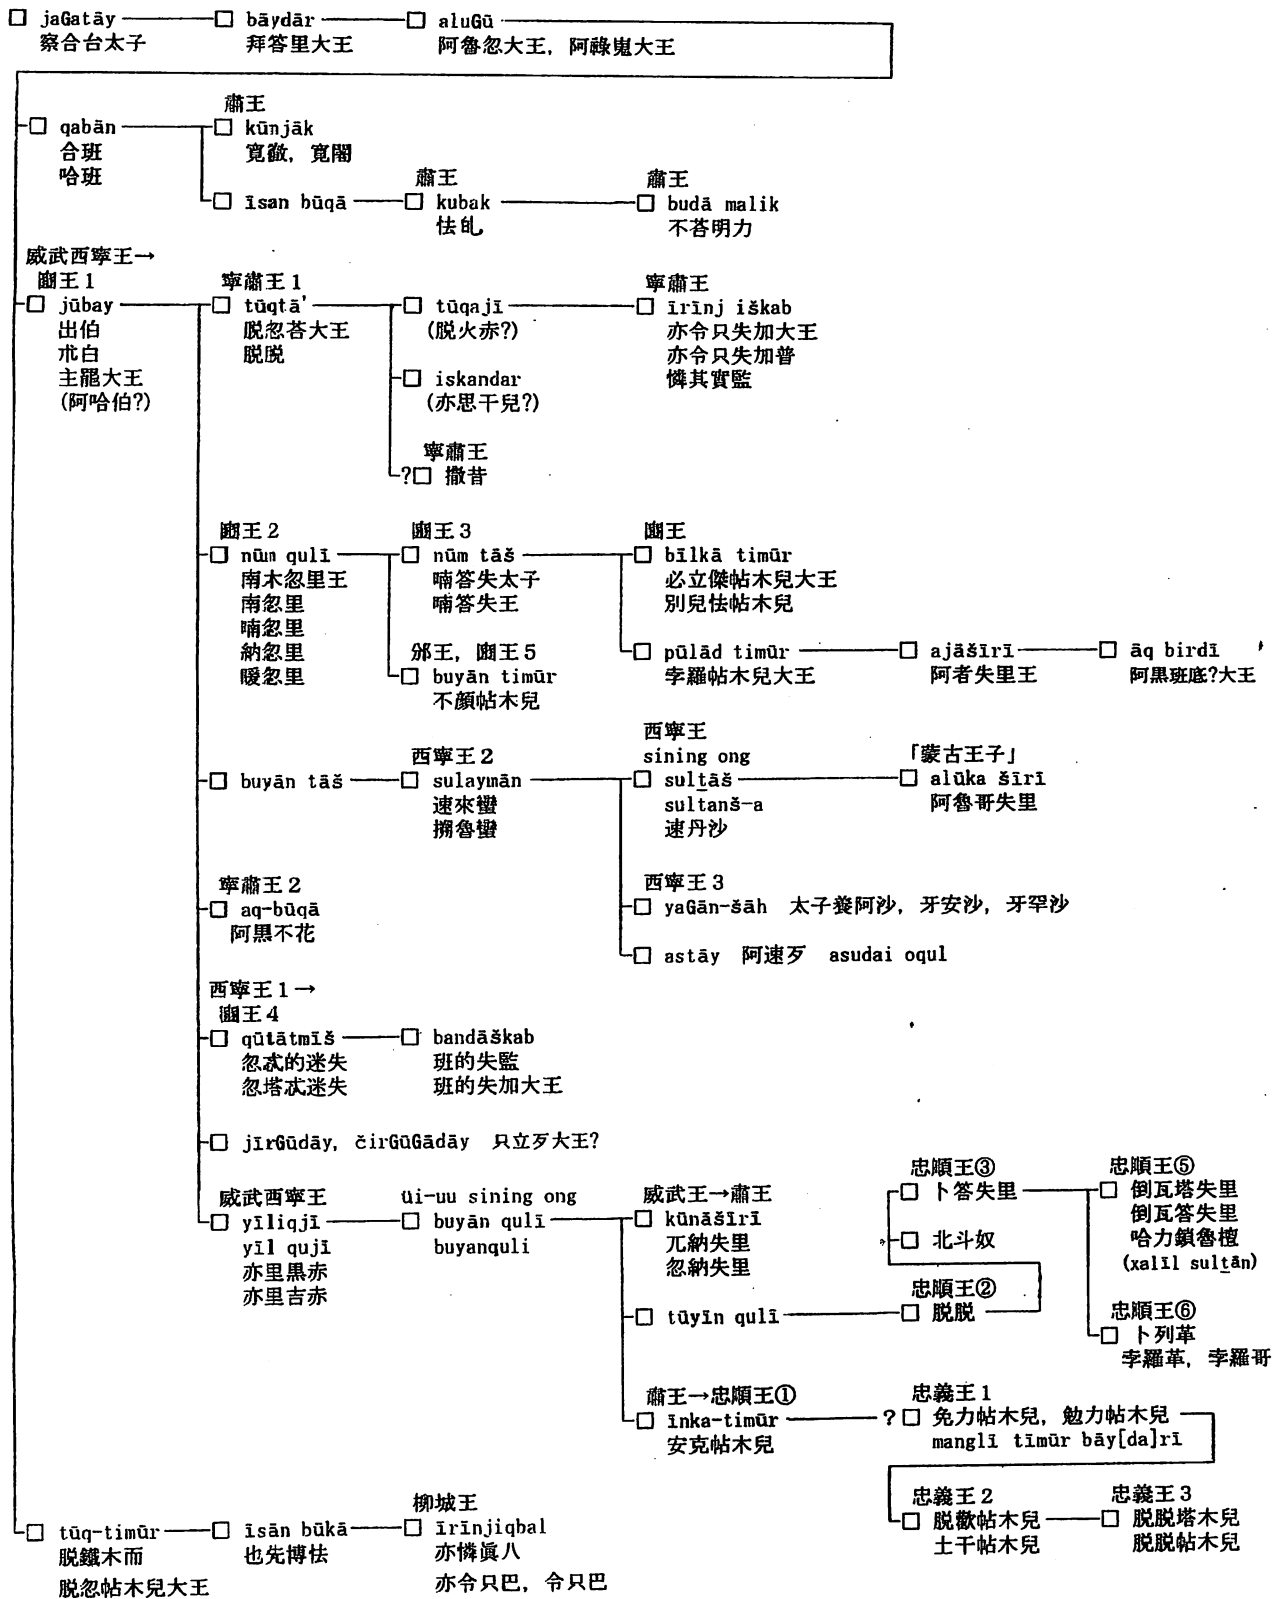 jaGatāy
察合台太子
bāydār
拜答里大王
aluGū
阿魯忽大王，阿祿嵬大王
qabān
合班
哈班
肅王
kūnjāk
寬徹，寬闍
īsan būqā
肅王
kubak
怯
肅王
budā malik
不荅明力
威武西寧王→
豳王1
jūbay
出伯
朮白
主罷大王
(阿哈伯?)
寧肅王1
tūqtā'
脱忽荅大王
脱脱
tūqajī
(脱火赤?)
寧肅王
īrīnj iškab
亦令只失加大王
亦令只失加普
憐其實監
iskandar
(亦思干兒?)
寧肅王
? 撒昔
豳王2
nūm qulī
南木忽里王
南忽里
喃忽里
納忽里
暖忽里
豳王3
nūm tāš
喃答失太子
喃答失王
豳王
bīlkā timūr
必立傑帖木兒大王
別兒怯帖木兒
邠王，豳王5
buyān timūr
不顏帖木兒
pūlād timūr
孛羅帖木兒大王
ajāšīrī
阿者失里王
āq birdī
阿黑班底?大王
buyān tāš
西寧王2
sulaymān
速來蠻
搠魯蠻
西寧王
sining ong
sulṯāš
sultanš-a
速丹沙
「蒙古王子」
alūka šīrī
阿魯哥失里
寧肅王2
aq-būqā
阿黑不花
西寧王3
yaGān-šāh 太子養阿沙，牙安沙，牙罕沙
astāy 阿速歹 asudai oqul
西寧王1→
豳王4
qūtātmīš
忽忒的迷失
忽塔忒迷失
bandāškab
班的失監
班的失加大王
jīrGūdāy, čirGūGādāy 只立歹大王?
威武西寧王
yīliqjī
yīl qujī
亦里黒赤
亦里吉赤
üi-uu sining ong
buyān qulī
buyanquli
威武王→肅王
kūnāšīrī
兀納失里
忽納失里
忠順王③
卜答失里
北斗奴
忠順王⑤
倒瓦塔失里
倒瓦答失里
哈力鎖魯檀
(xalīl sulṯān)
tūyīn qulī
忠順王②
脱脱
忠順王⑥
卜列革
孛羅革，孛羅哥
肅王→忠順王①
īnka-timūr
安克帖木兒
忠義王1
? 免力帖木兒，勉力帖木兒
manglī tīmūr bāy[da]rī
忠義王2
脱歡帖木兒
土干帖木兒
忠義王3
脱脱塔木兒
脱脱帖木兒
tūq-timūr
脱鐵木而
脱忽帖木兒大王
īsān būkā
也先博怯
柳城王
īrīnjiqbal
亦憐眞八
亦令只巴，令只巴